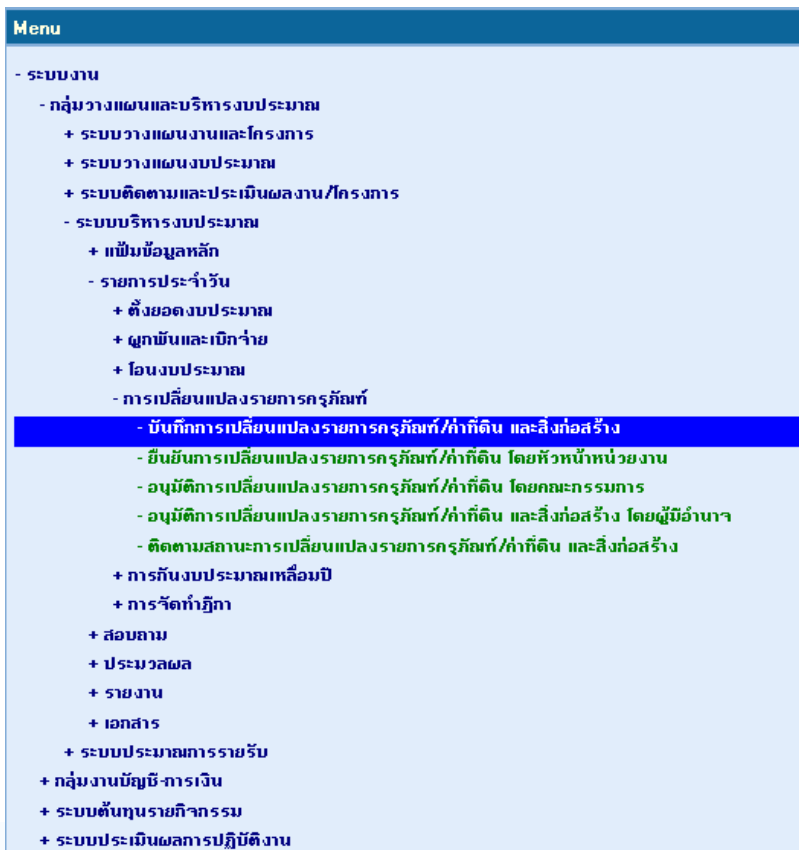 Menu
- ระบบงาน
- กลุ่มวางแผนและบริหารงบประมาณ
+ ระบบวางแผนงานและโครงการ
+ ระบบวางแผนงบประมาณ
+ ระบบติดตามและประเมินผลงาน/โครงการ
- ระบบบริหารงบประมาณ
+ แฟ้มข้อมูลหลัก
- รายการประจำวัน
+ ตั้งยอดงบประมาณ
+ ผูกพันและเบิกจ่าย
+ โอนงบประมาณ
- การเปลี่ยนแปลงรายการครุภัณฑ์
- บันทึกการเปลี่ยนแปลงรายการครุภัณฑ์/ค่าที่ดิน และสิ่งก่อสร้าง
- ยืนยันการเปลี่ยนแปลงรายการครุภัณฑ์/ค่าที่ดิน โดยหัวหน้าหน่วยงาน
- อนุมัติการเปลี่ยนแปลงรายการครุภัณฑ์/ค่าที่ดิน โดยคณะกรรมการ
- อนุมัติการเปลี่ยนแปลงรายการครุภัณฑ์/ค่าที่ดิน และสิ่งก่อสร้าง โดยผู้มีอำนาจ
- ติดตามสถานะการเปลี่ยนแปลงรายการครุภัณฑ์/ค่าที่ดิน และสิ่งก่อสร้าง
+ การกันงบประมาณเหลื่อมปี
+ การจัดทำฎีกา
+ สอบถาม
+ ประมวลผล
+ รายงาน
+ เอกสาร
+ ระบบประมาณการรายรับ
+ กลุ่มงานบัญชี-การเงิน
+ ระบบต้นทุนรายกิจกรรม
+ ระบบประเมินผลการปฏิบัติงาน